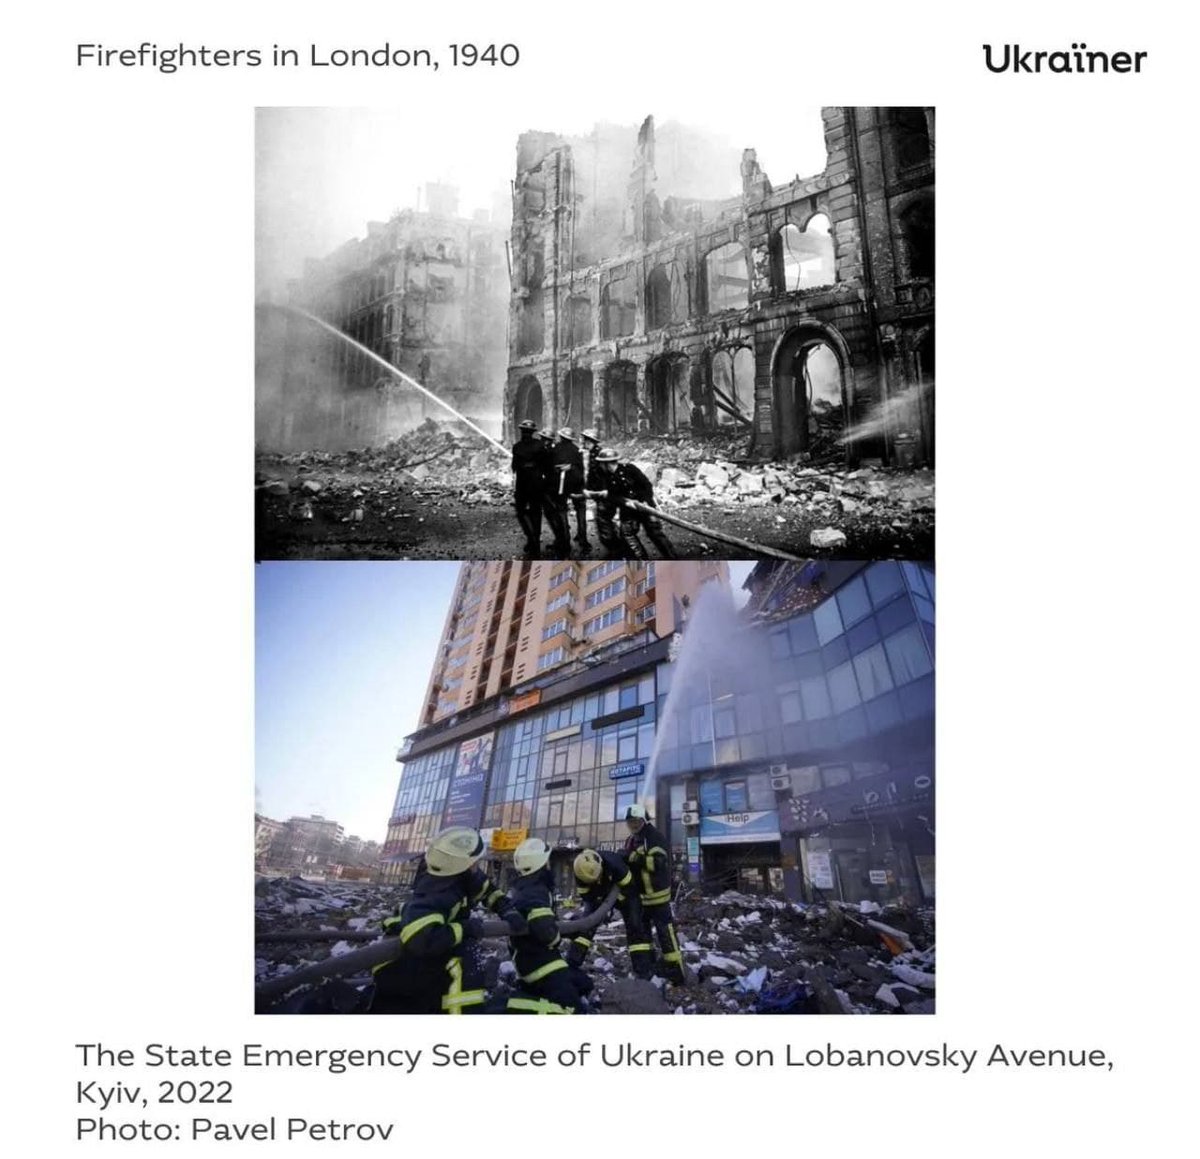 Firefighters in London, 1940
Ukraïner
Help
The State Emergency Service of Ukraine on Lobanovsky Avenue,
Kyiv, 2022
Photo: Pavel Petrov